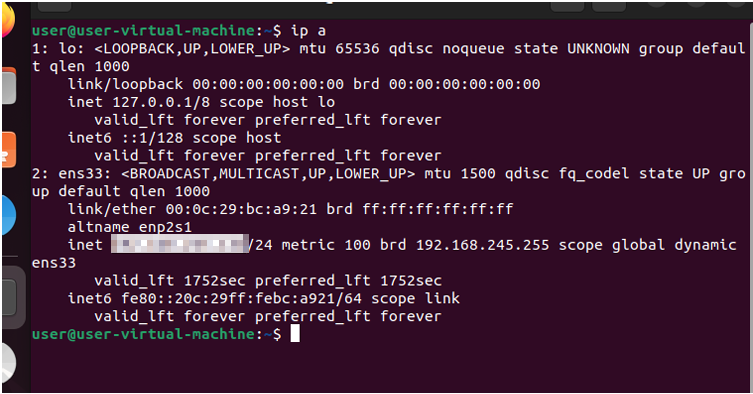 user@user-virtual-machine:~$ ip a
1: lo: <LOOPBACK,UP,LOWER_UP> mtu 65536 qdisc noqueue state UNKNOWN group defaul
t qlen 1000
    link/loopback 00:00:00:00:00:00 brd 00:00:00:00:00:00
    inet 127.0.0.1/8 scope host lo
       valid_lft forever preferred_lft forever
    inet6 ::1/128 scope host
       valid_lft forever preferred_lft forever
2: ens33: <BROADCAST,MULTICAST,UP,LOWER_UP> mtu 1500 qdisc fq_codel state UP gro
up default qlen 1000
    link/ether 00:0c:29:bc:a9:21 brd ff:ff:ff:ff:ff:ff
    altname enp2s1
    inet /24 metric 100 brd 192.168.245.255 scope global dynamic
ens33
       valid_lft 1752sec preferred_lft 1752sec
    inet6 fe80::20c:29ff:febc:a921/64 scope link
       valid_lft forever preferred_lft forever
user@user-virtual-machine:~$